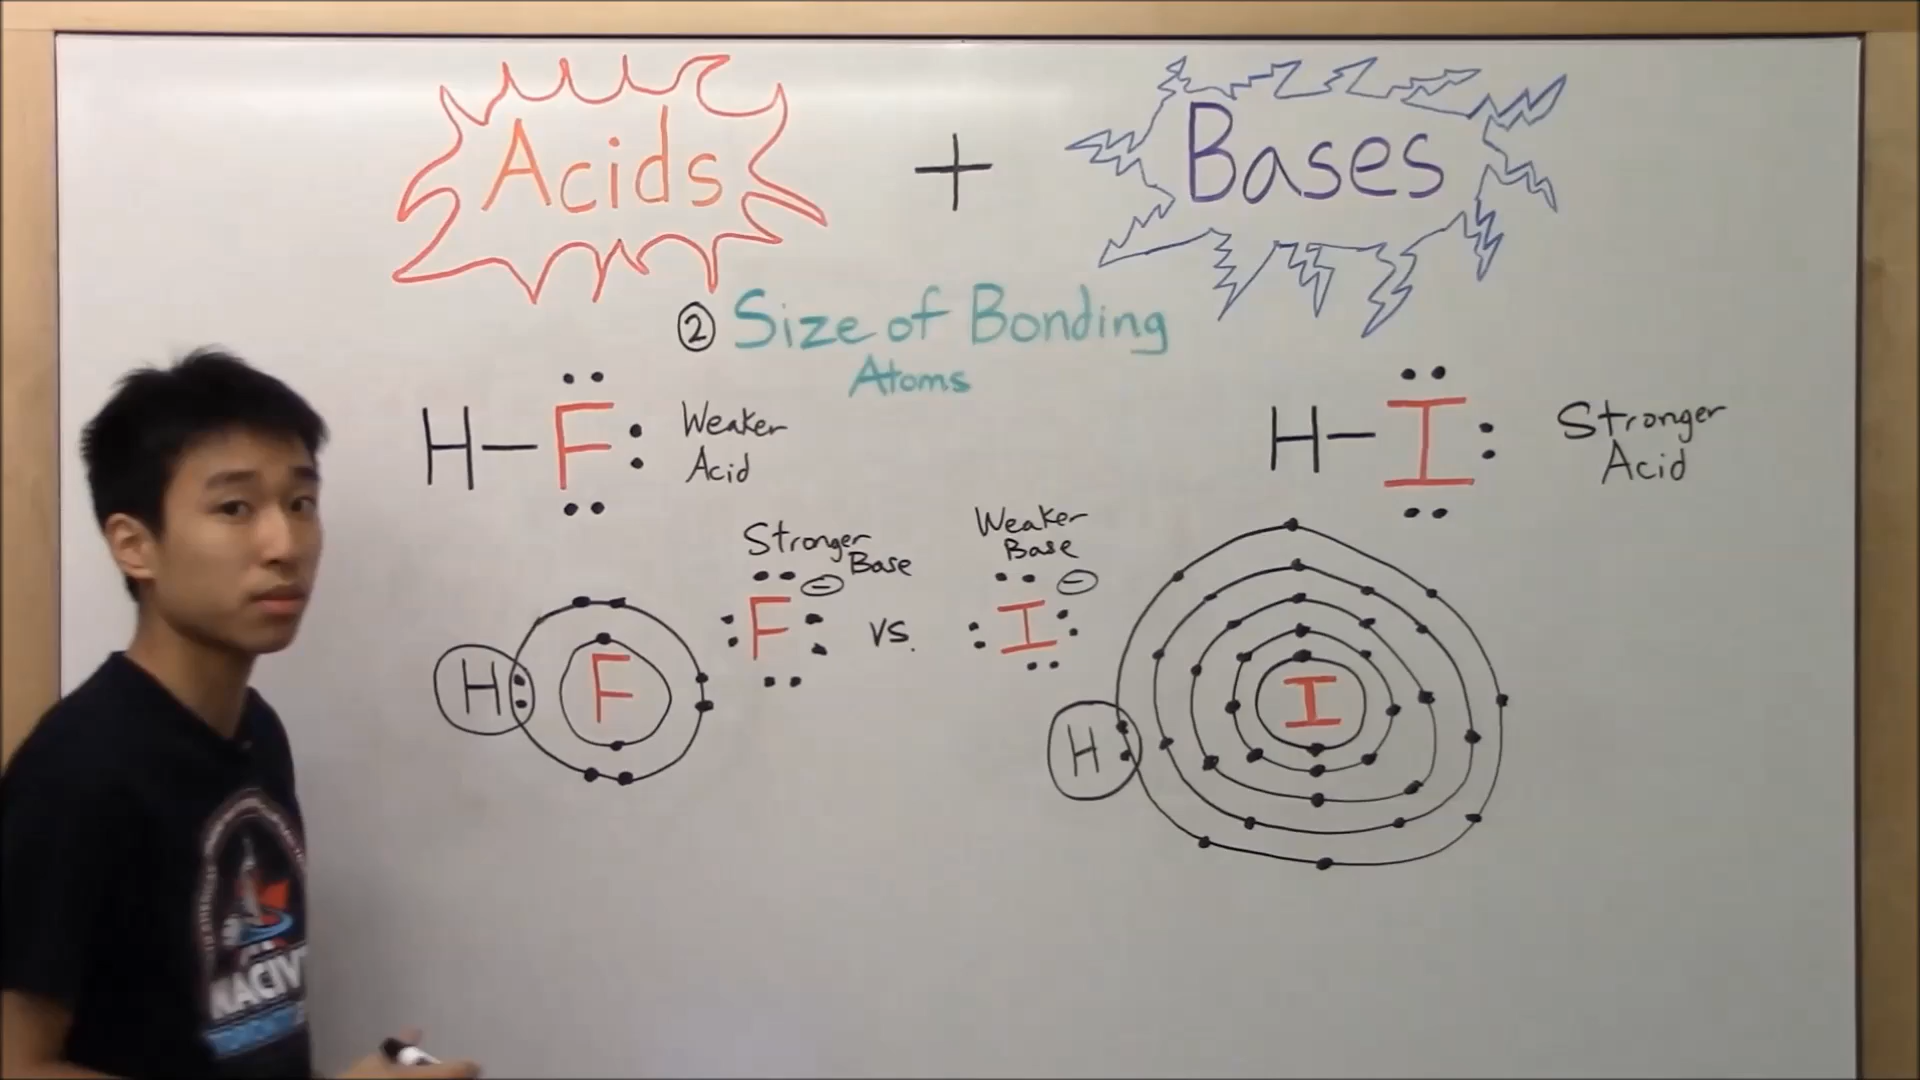 Acids + Bases
② Size of Bonding
Atoms
H–F
Weaker
Acid
H–I
Stronger
Acid
Stronger
Base
F⊖
vs.
Weaker
Base
I⊖
H F
H I